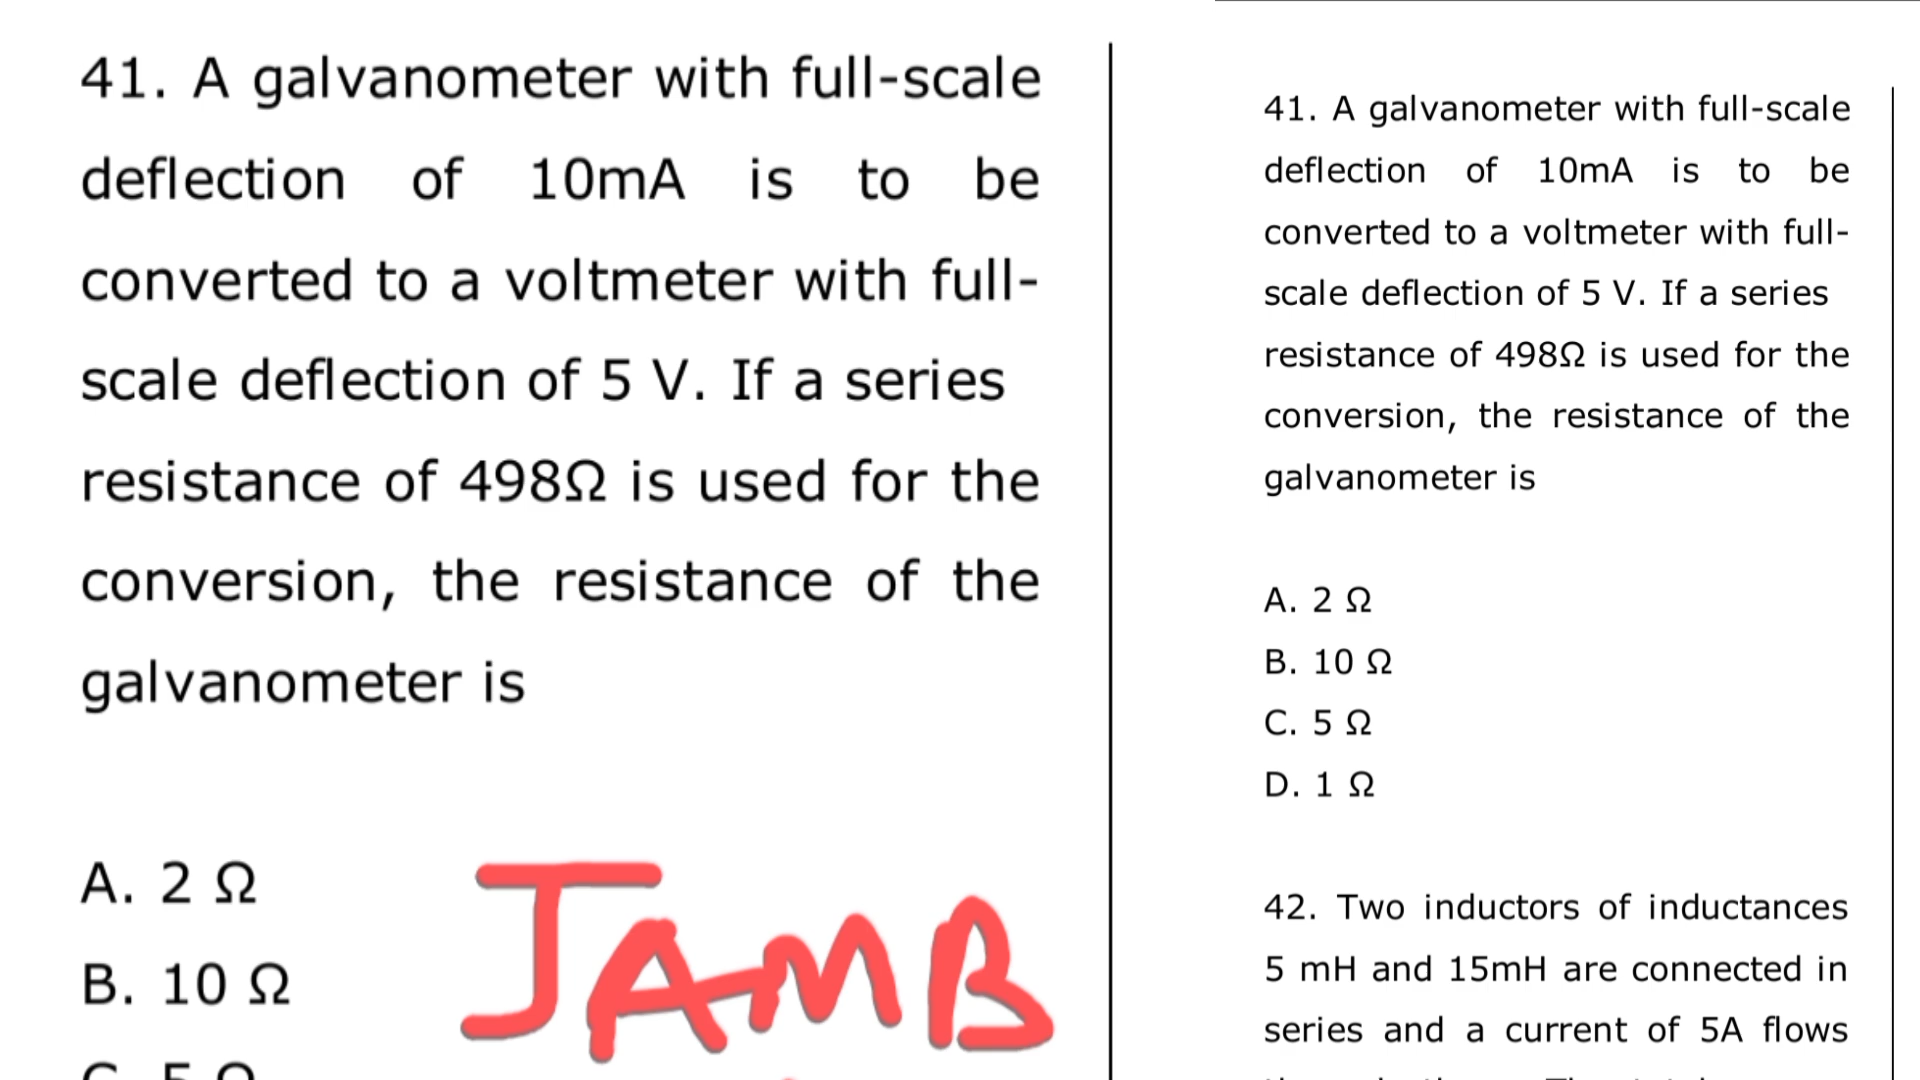 41. A galvanometer with full-scale
deflection of 10mA is to be
converted to a voltmeter with full-
scale deflection of 5 V. If a series
resistance of 498Ω is used for the
conversion, the resistance of the
galvanometer is
A. 2 Ω
B. 10 Ω
C. 5 Ω
JAMB
41. A galvanometer with full-scale
deflection of 10mA is to be
converted to a voltmeter with full-
scale deflection of 5 V. If a series
resistance of 498Ω is used for the
conversion, the resistance of the
galvanometer is
A. 2 Ω
B. 10 Ω
C. 5 Ω
D. 1 Ω
42. Two inductors of inductances
5 mH and 15mH are connected in
series and a current of 5A flows